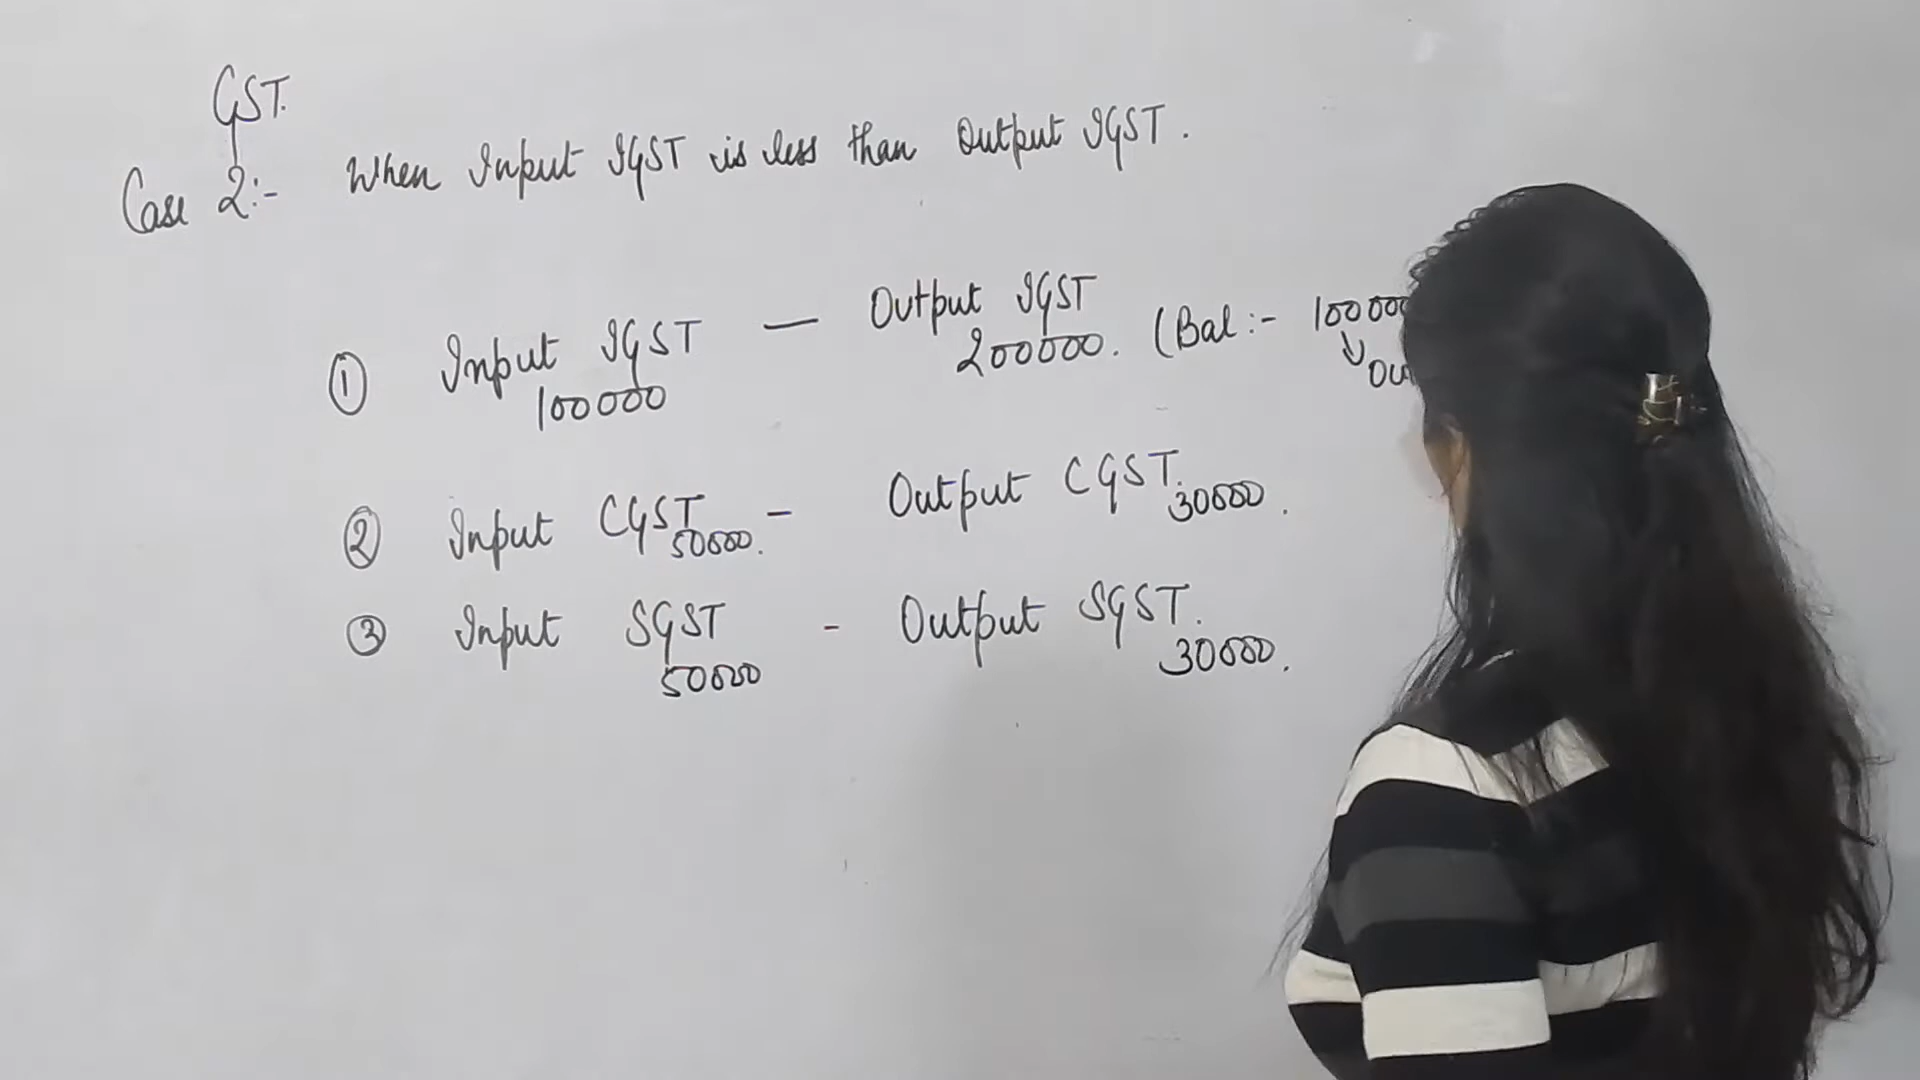 GST.
Case 2:- When Input IGST is less than Output IGST.
① Input IGST — Output IGST (Bal:- 100000
100000 200000.
② Input CGST 50000. - Output CGST. 30000.
③ Input SGST - Output SGST.
50000 30000.